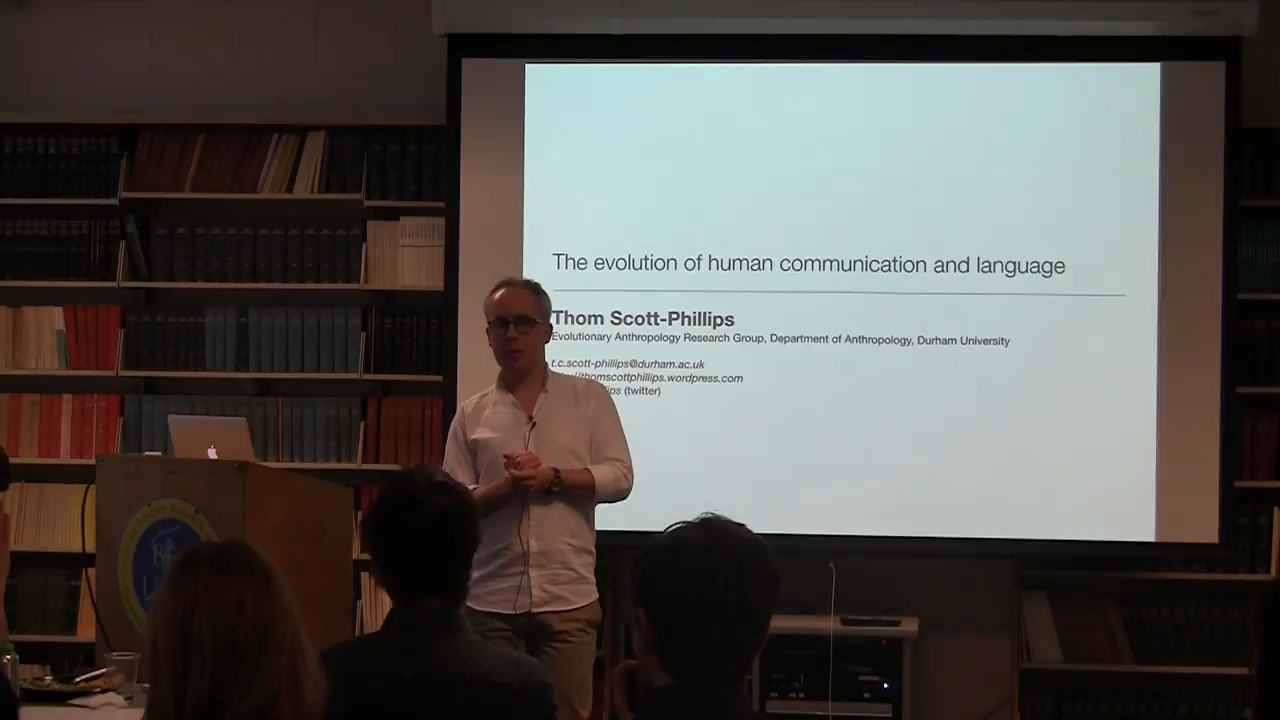 The evolution of human communication and language
Thom Scott-Phillips
Evolutionary Anthropology Research Group, Department of Anthropology, Durham University
t.c.scott-phillips@durham.ac.uk
//thomscottphillips.wordpress.com
(twitter)